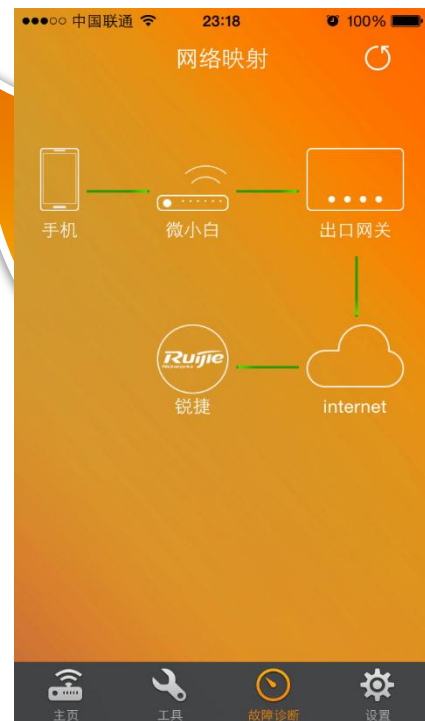 中国联通 23:18 100%
网络映射
手机 微小白 出口网关
Ruijie
Networks
锐捷 internet
主页 工具 故障诊断 设置